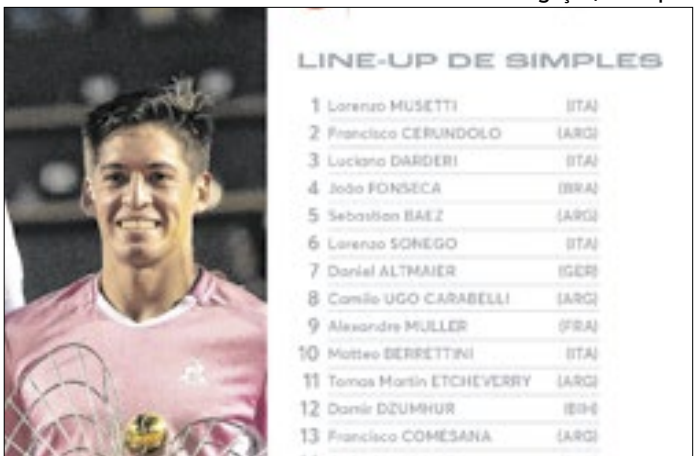 LINE-UP DE SIMPLES
1 Lorenzo MUSETTI (ITA)
2 Francisco CERUNDOLO (ARG)
3 Luciano DARDERI (ITA)
4 João FONSECA (BRA)
5 Sebastian BAEZ (ARG)
6 Lorenzo SONEGO (ITA)
7 Daniel ALTMAIER (GER)
8 Camilo UGO CARABELLI (ARG)
9 Alexandre MULLER (FRA)
10 Matteo BERRETTINI (ITA)
11 Tomas Martin ETCHEVERRY (ARG)
12 Damir DZUMHUR (BIH)
13 Francisco COMESANA (ARG)